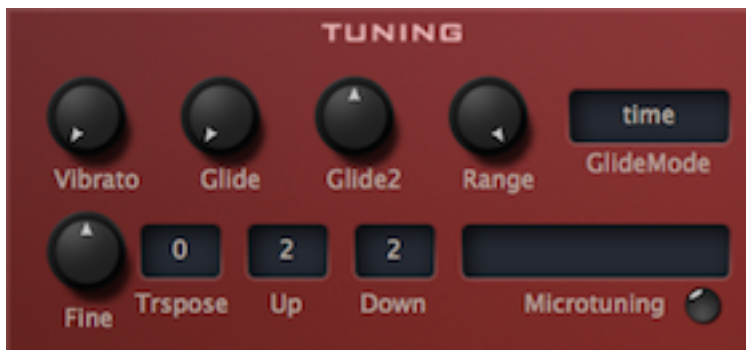 TUNING
time
Vibrato Glide Glide2 Range GlideMode
0 2 2
Fine Trspose Up Down Microtuning